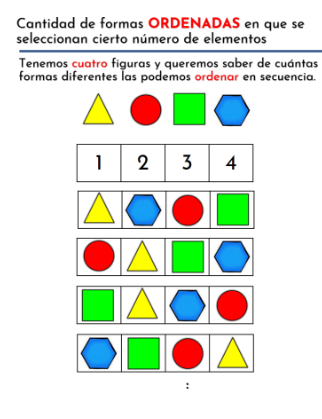 Cantidad de formas ORDENADAS en que se
seleccionan cierto número de elementos
Tenemos cuatro figuras y queremos saber de cuántas
formas diferentes las podemos ordenar en secuencia.
1 2 3 4
: